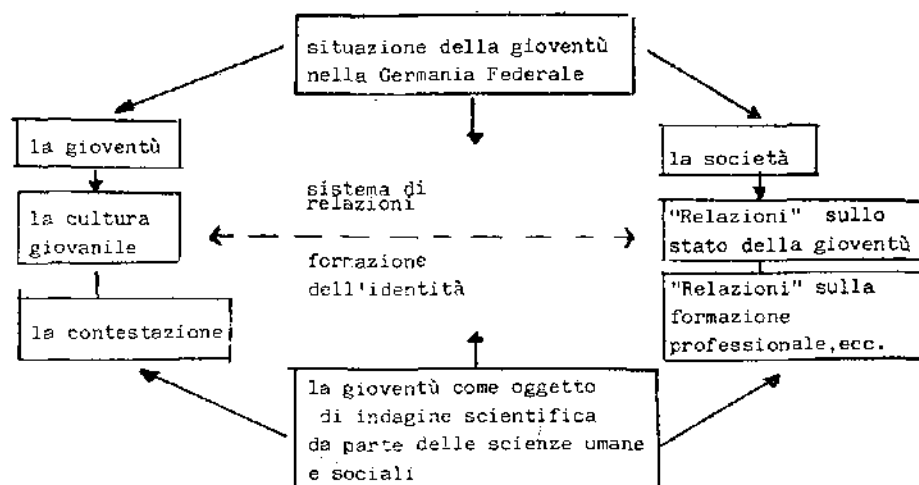 situazione della gioventù
nella Germania Federale
la gioventù
la società
la cultura
giovanile
sistema di
relazioni
formazione
dell'identità
"Relazioni" sullo
stato della gioventù
la contestazione
"Relazioni" sulla
formazione
professionale,ecc.
la gioventù come oggetto
di indagine scientifica
da parte delle scienze umane
e sociali